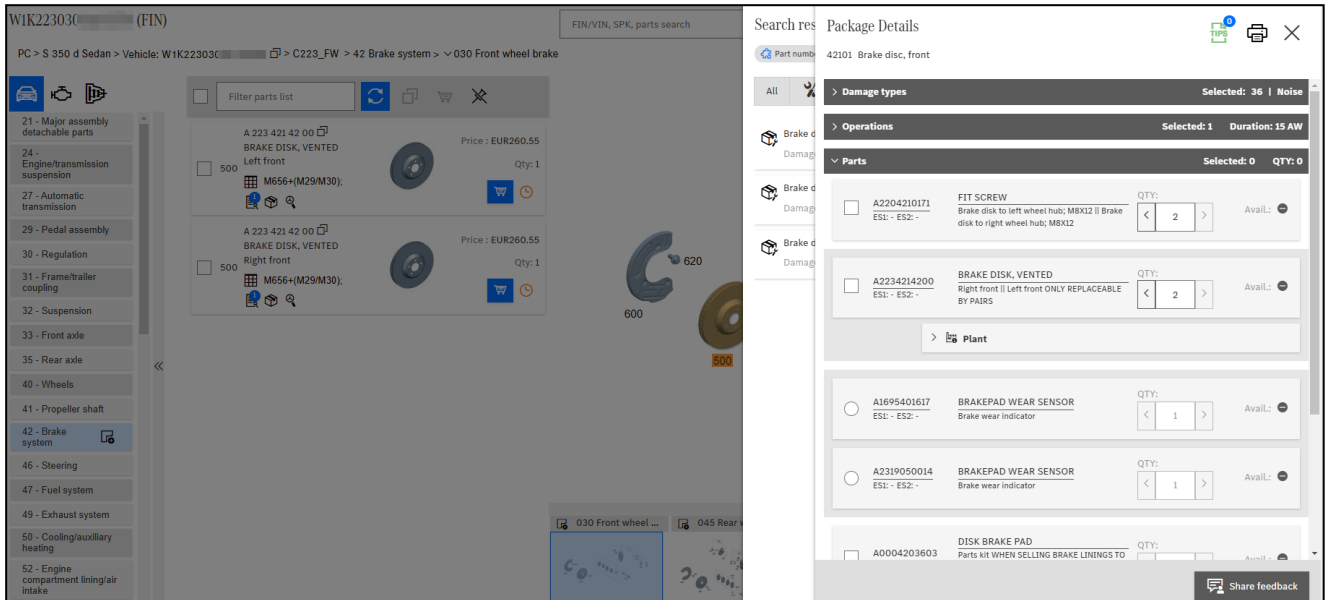 W1K223030 (FIN)
FIN/VIN, SPK, parts search
PC > S 350 d Sedan > Vehicle: W1K223030 > C223_FW > 42 Brake system > 030 Front wheel brake
Filter parts list
21 - Major assembly
detachable parts
24 -
Engine/transmission
suspension
27 - Automatic
transmission
29 - Pedal assembly
30 - Regulation
31 - Frame/trailer
coupling
32 - Suspension
33 - Front axle
35 - Rear axle
40 - Wheels
41 - Propeller shaft
42 - Brake
system
46 - Steering
47 - Fuel system
49 - Exhaust system
50 - Cooling/auxiliary
heating
52 - Engine
compartment lining/air
intake
500
A 223 421 42 00
BRAKE DISK, VENTED
Left front
M656+(M29/M30);
1
Price : EUR260.55
Qty: 1
500
A 223 421 42 00
BRAKE DISK, VENTED
Right front
M656+(M29/M30);
1
Price : EUR260.55
Qty: 1
620
600
500
030 Front wheel ...
045 Rear
Search res
Part numb
All
Brake d
Damag
Brake d
Damag
Brake d
Damag
Package Details
TIPS
0
42101 Brake disc, front
Damage types
Selected: 36 | Noise
Operations
Selected: 1 Duration: 15 AW
Parts
Selected: 0 QTY: 0
A2204210171
ES1: - ES2: -
FIT SCREW
Brake disk to left wheel hub; M8X12 || Brake
disk to right wheel hub; M8X12
QTY:
2
Avail.:
A2234214200
ES1: - ES2: -
BRAKE DISK, VENTED
Right front || Left front ONLY REPLACEABLE
BY PAIRS
QTY:
2
Avail.:
Plant
A1695401617
ES1: - ES2: -
BRAKEPAD WEAR SENSOR
Brake wear indicator
QTY:
1
Avail.:
A2319050014
ES1: - ES2: -
BRAKEPAD WEAR SENSOR
Brake wear indicator
QTY:
1
Avail.:
A0004203603
DISK BRAKE PAD
Parts kit WHEN SELLING BRAKE LININGS TO
QTY:
Avail.:
Share feedback